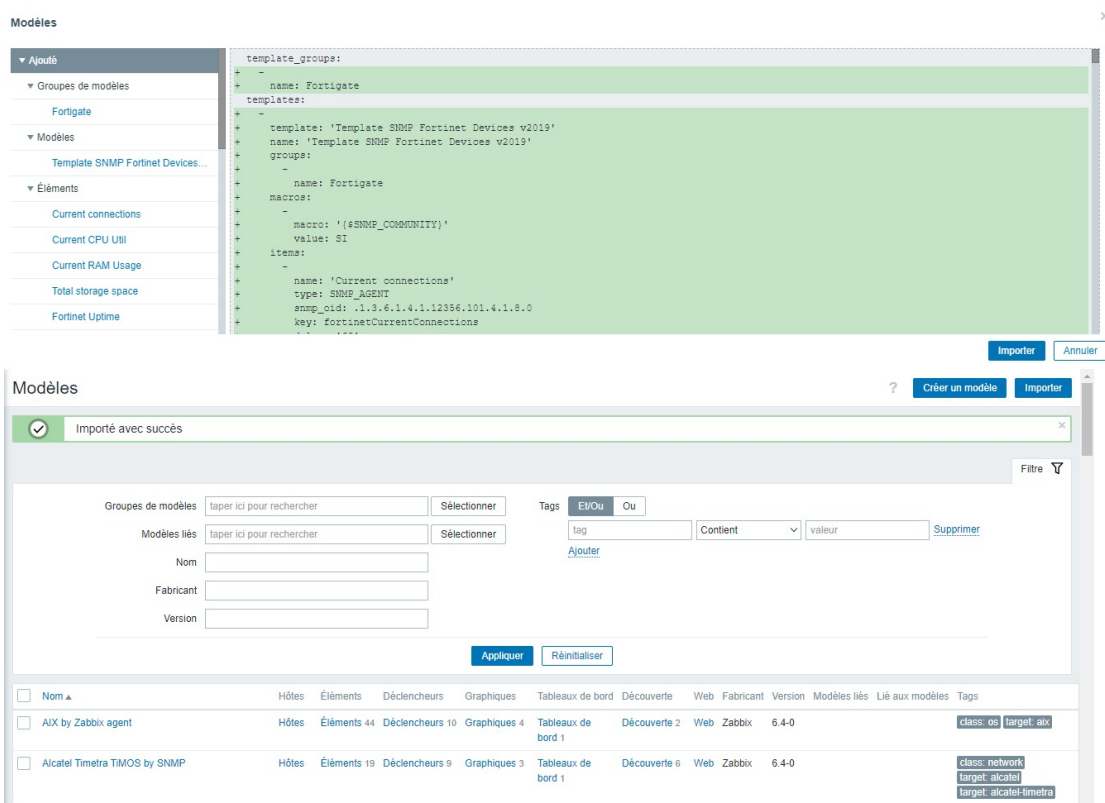 Modèles
Ajouté
Groupes de modèles
Fortigate
Modèles
Template SNMP Fortinet Devices...
Éléments
Current connections
Current CPU Util
Current RAM Usage
Total storage space
Fortinet Uptime
template_groups:
+ -
+ name: Fortigate
templates:
+ -
+ template: 'Template SNMP Fortinet Devices v2019'
+ name: 'Template SNMP Fortinet Devices v2019'
+ groups:
+ -
+ name: Fortigate
+ macros:
+ -
+ macro: '{$SNMP_COMMUNITY}'
+ value: SI
+ items:
+ -
+ name: 'Current connections'
+ type: SNMP_AGENT
+ snmp_oid: .1.3.6.1.4.1.12356.101.4.1.8.0
+ key: fortinetCurrentConnections
Importer Annuler
Modèles ? Créer un modèle Importer
Importé avec succès
Filtre
Groupes de modèles taper ici pour rechercher Sélectionner Tags Et/Ou Ou
Modèles liés taper ici pour rechercher Sélectionner tag Contient valeur Supprimer
Ajouter
Nom
Fabricant
Version
Appliquer Réinitialiser
Nom Hôtes Éléments Déclencheurs Graphiques Tableaux de bord Découverte Web Fabricant Version Modèles liés Lié aux modèles Tags
AIX by Zabbix agent Hôtes Éléments 44 Déclencheurs 10 Graphiques 4 Tableaux de bord 1 Découverte 2 Web Zabbix 6.4-0 class: os target: aix
Alcatel Timetra TiMOS by SNMP Hôtes Éléments 19 Déclencheurs 9 Graphiques 3 Tableaux de bord 1 Découverte 6 Web Zabbix 6.4-0 class: network
target: alcatel
target: alcatel-timetra